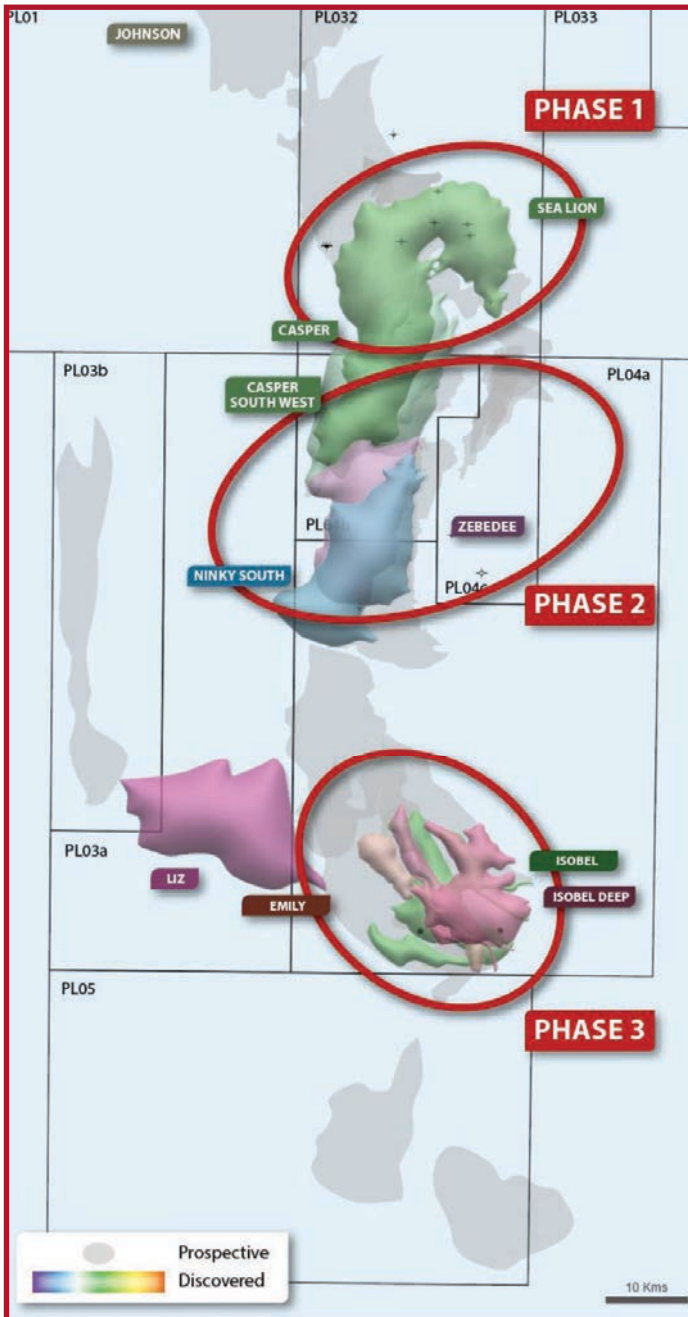 PL01
PL032
PL033
JOHNSON
PHASE 1
SEA LION
CASPER
PL03b
CASPER
SOUTH WEST
PL04a
ZEBEDEE
NINKY SOUTH
PL04c
PHASE 2
PL03a
LIZ
ISOBEL
EMILY
ISOBEL DEEP
PL05
PHASE 3
Prospective
Discovered
10 Kms